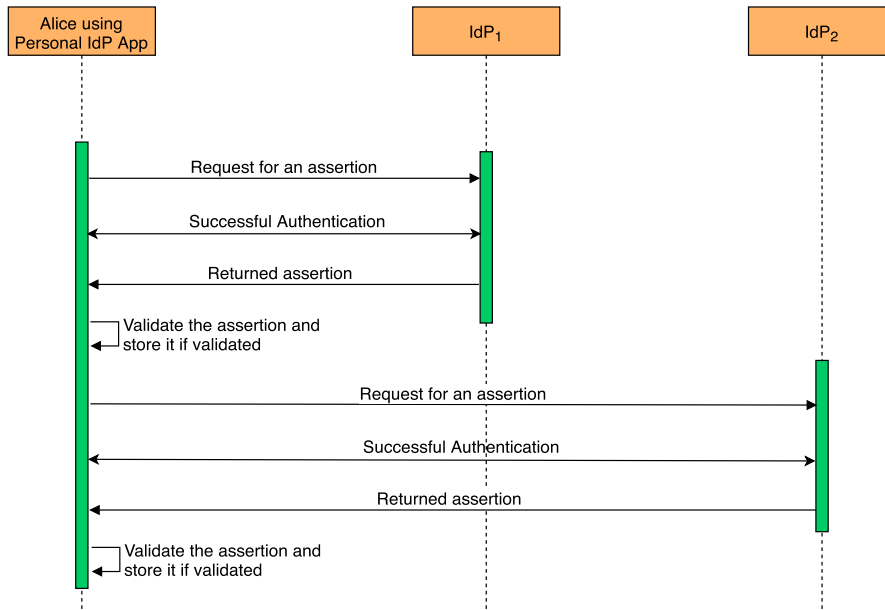 Alice using
Personal IdP App
IdP₁
IdP₂
Request for an assertion
Successful Authentication
Returned assertion
Validate the assertion and
store it if validated
Request for an assertion
Successful Authentication
Returned assertion
Validate the assertion and
store it if validated